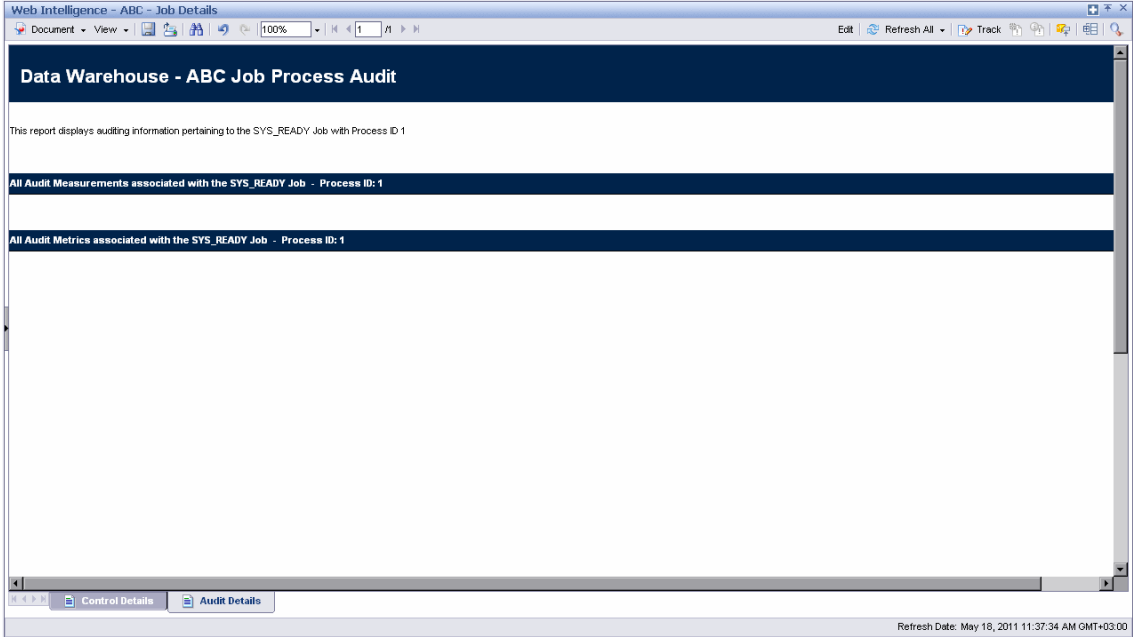 Web Intelligence - ABC - Job Details
Document View 100% 1 /1 Edit Refresh All Track
Data Warehouse - ABC Job Process Audit
This report displays auditing information pertaining to the SYS_READY Job with Process ID 1
All Audit Measurements associated with the SYS_READY Job - Process ID: 1
All Audit Metrics associated with the SYS_READY Job - Process ID: 1
Control Details Audit Details
Refresh Date: May 18, 2011 11:37:34 AM GMT+03:00